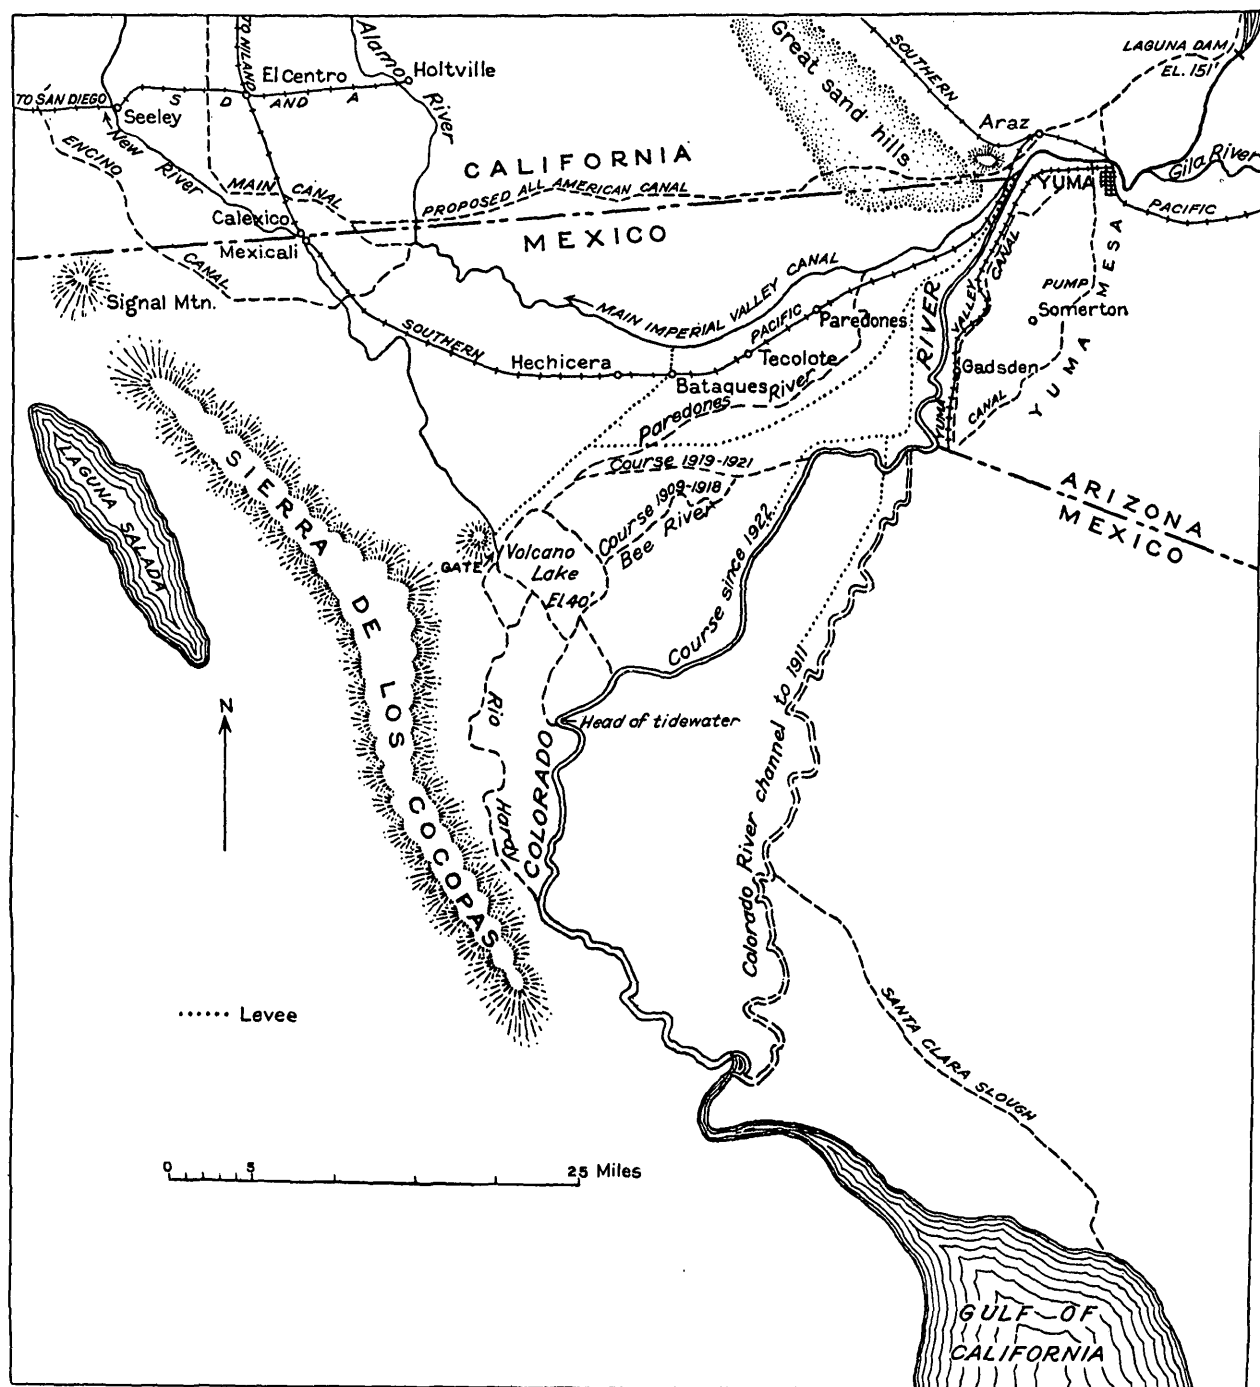 TO NILAND
Alamo
River
El Centro
Holtville
TO SAN DIEGO
S D AND A
Seeley
New
River
ENCINO
CANAL
MAIN CANAL
CALIFORNIA
PROPOSED ALL AMERICAN CANAL
Calexico
Mexicali
MEXICO
Great sand hills
SOUTHERN
PACIFIC
Araz
LAGUNA DAM
EL. 151'
Gila River
YUMA
YUMA MESA
PUMP
Somerton
Gadsden
CANAL
YUMA VALLEY CANAL
RIVER
Signal Mtn.
MAIN IMPERIAL VALLEY CANAL
SOUTHERN
PACIFIC
Hechicera
Bataques
Tecolote
Paredones
Paredones River
Course 1919-1921
Course 1909-1918
Bee River
Course since 1922
ARIZONA
MEXICO
LAGUNA SALADA
SIERRA DE LOS COCOPAS
GATE
Volcano
Lake
El 40'
Rio Hardy
COLORADO
Head of tidewater
Colorado River channel to 1911
N
SANTA CLARA SLOUGH
Levee
0 5 25 Miles
GULF OF
CALIFORNIA